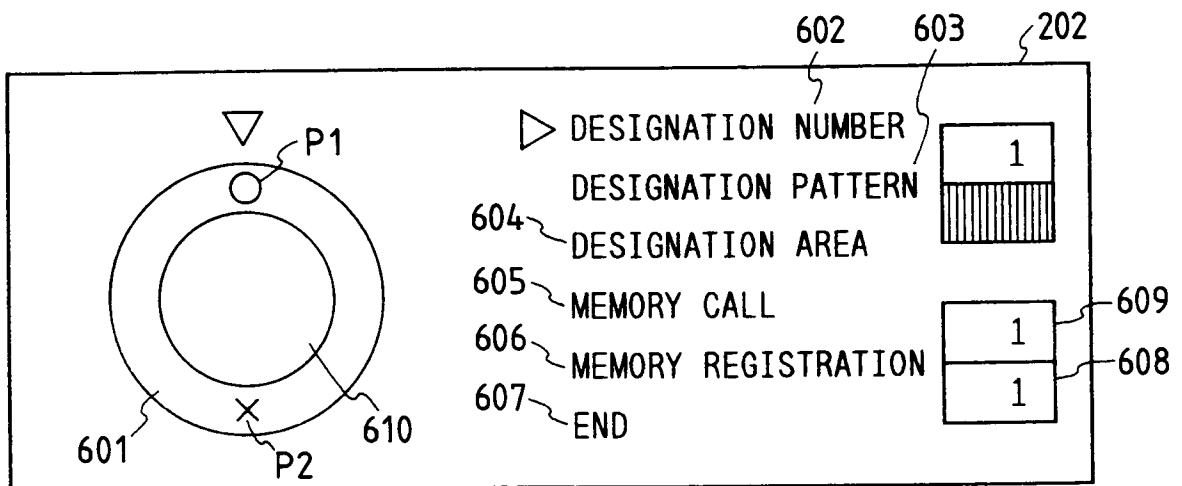 602 603 202
P1
DESIGNATION NUMBER
1
DESIGNATION PATTERN
604
DESIGNATION AREA
605
MEMORY CALL
1 609
606
MEMORY REGISTRATION
1 608
607
END
601 P2 610